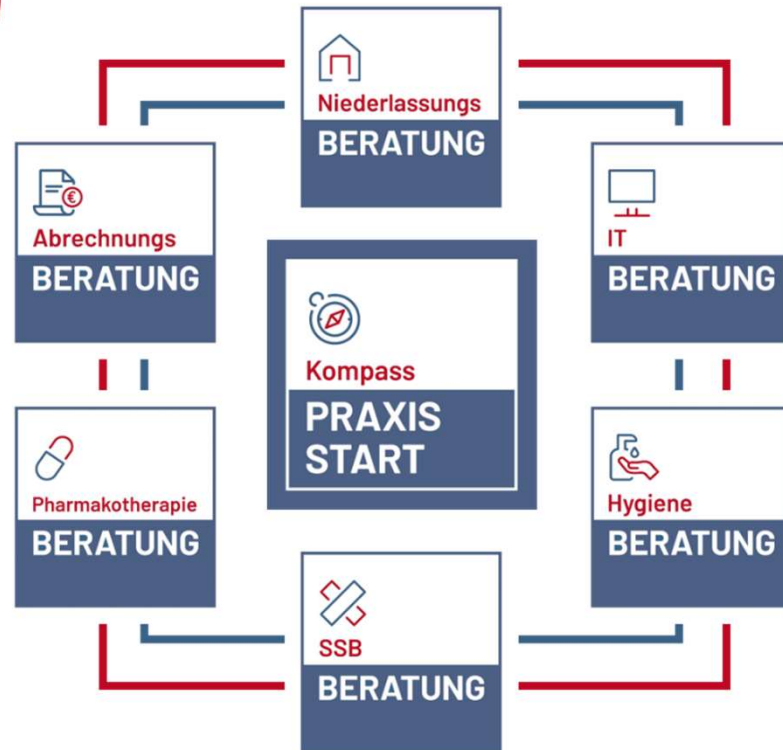 Niederlassungs
BERATUNG
Abrechnungs
BERATUNG
IT
BERATUNG
Kompass
PRAXIS
START
Pharmakotherapie
BERATUNG
Hygiene
BERATUNG
SSB
BERATUNG